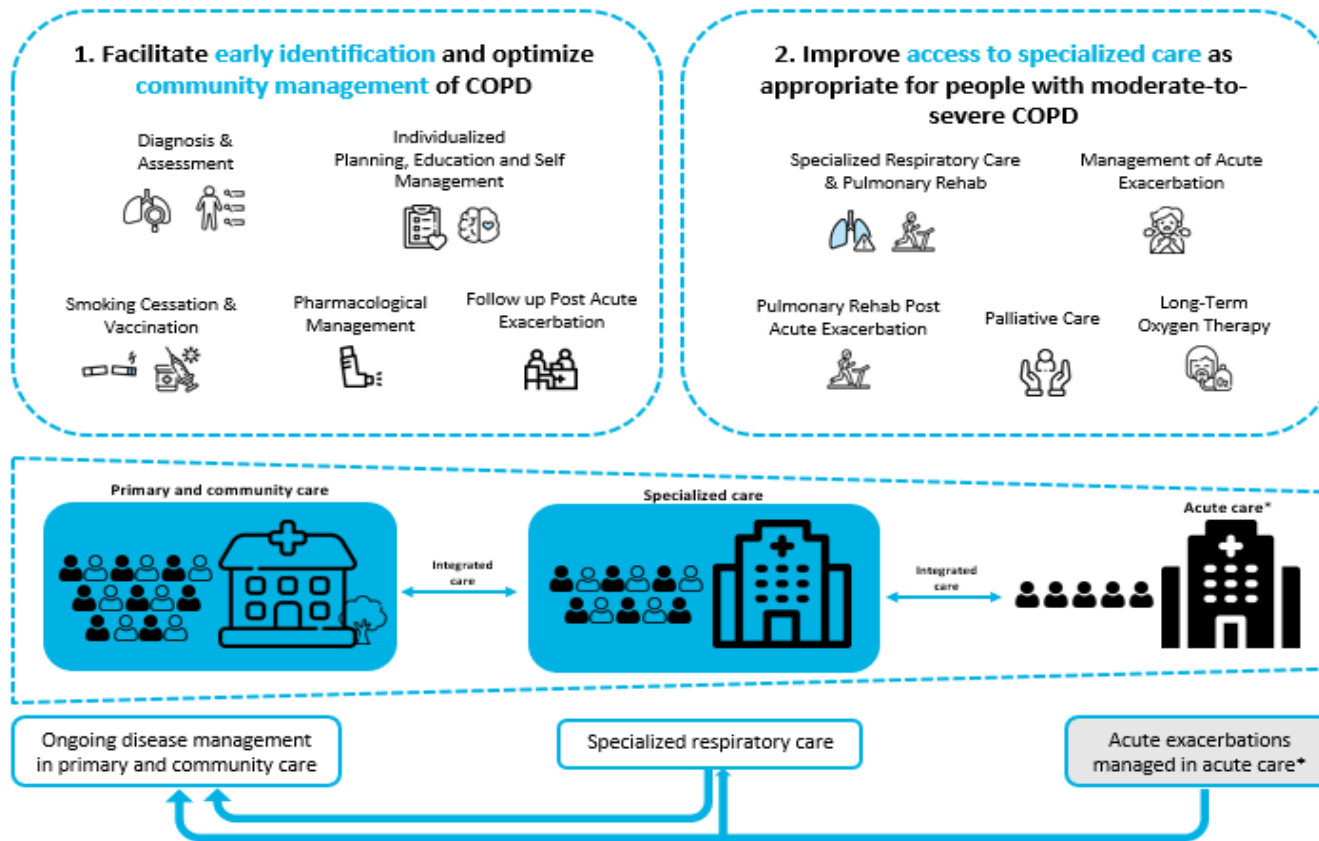 1. Facilitate early identification and optimize
community management of COPD
Diagnosis &
Assessment
Individualized
Planning, Education and Self
Management
Smoking Cessation &
Vaccination
Pharmacological
Management
Follow up Post Acute
Exacerbation
2. Improve access to specialized care as
appropriate for people with moderate-to-
severe COPD
Specialized Respiratory Care
& Pulmonary Rehab
Management of Acute
Exacerbation
Pulmonary Rehab Post
Acute Exacerbation
Palliative Care
Long-Term
Oxygen Therapy
O₂
Primary and community care
Integrated
care
Specialized care
Integrated
care
Acute care*
Ongoing disease management
in primary and community care
Specialized respiratory care
Acute exacerbations
managed in acute care*